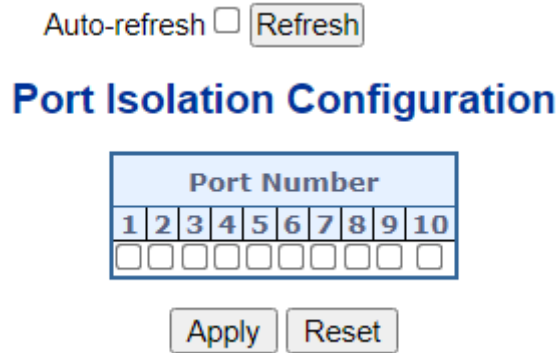 Auto-refresh Refresh
Port Isolation Configuration
Port Number
1 2 3 4 5 6 7 8 9 10
Apply Reset